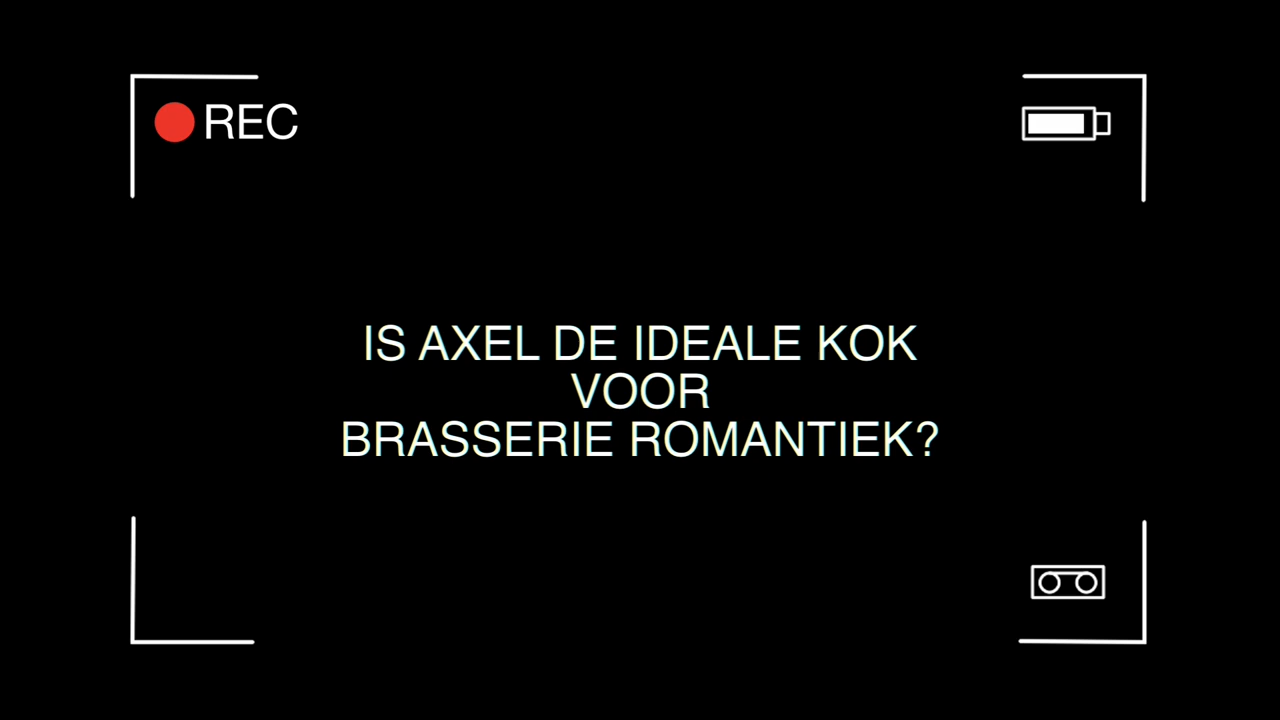 REC
IS AXEL DE IDEALE KOK
VOOR
BRASSERIE ROMANTIEK?